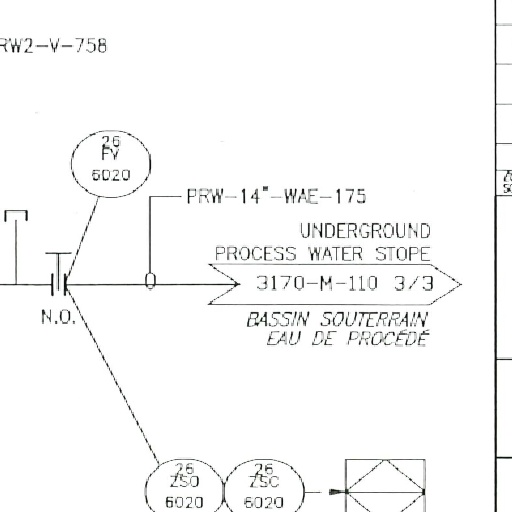 RW2-V-758
26
FV
6020
PRW-14"-WAE-175
UNDERGROUND
PROCESS WATER STOPE
3170-M-110 3/3
N.O.
BASSIN SOUTERRAIN
EAU DE PROCÉDÉ
26
ZSO
6020
26
ZSC
6020